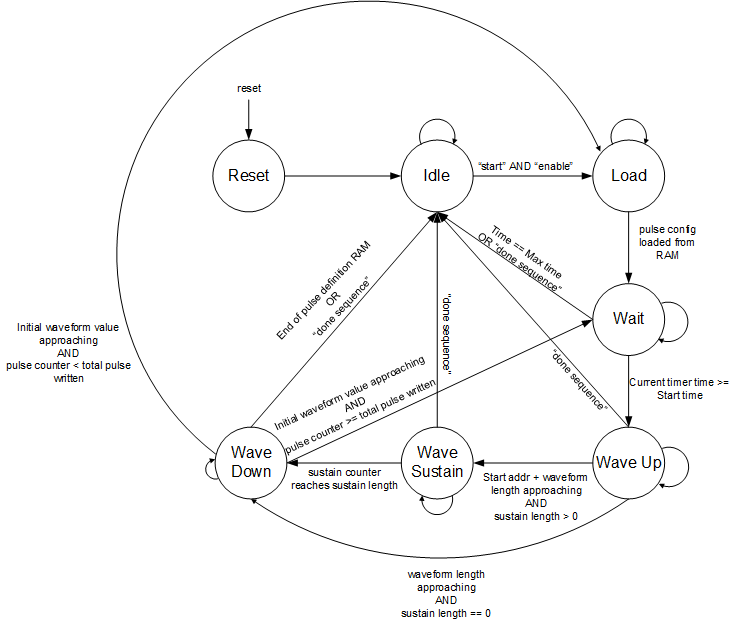 reset
Reset
Idle
"start" AND "enable"
Load
pulse config
loaded from
RAM
Time == Max time
OR "done sequence"
End of pulse definition RAM
OR
"done sequence"
"done sequence"
Wait
Initial waveform value
approaching
AND
pulse counter < total pulse
written
Initial waveform value approaching
AND
pulse counter >= total pulse written
"done sequence"
Current timer time >=
Start time
Wave
Down
sustain counter
reaches sustain length
Wave
Sustain
Start addr + waveform
length approaching
AND
sustain length > 0
Wave Up
waveform length
approaching
AND
sustain length == 0